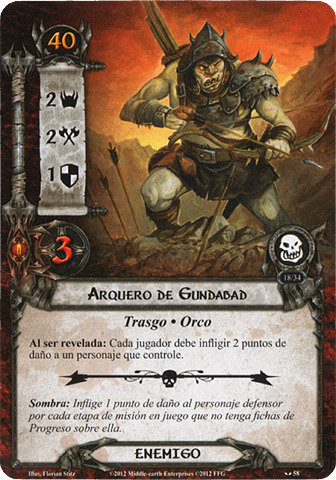 40
2
2
1
3
18/34
Arquero de Gundabad
Trasgo • Orco
Al ser revelada: Cada jugador debe infligir 2 puntos de
daño a un personaje que controle.
Sombra: Inflige 1 punto de daño al personaje defensor
por cada etapa de misión en juego que no tenga fichas de
Progreso sobre ella.
ENEMIGO
Illus. Florian Stitz
©2012 Middle-earth Enterprises ©2012 FFG
58